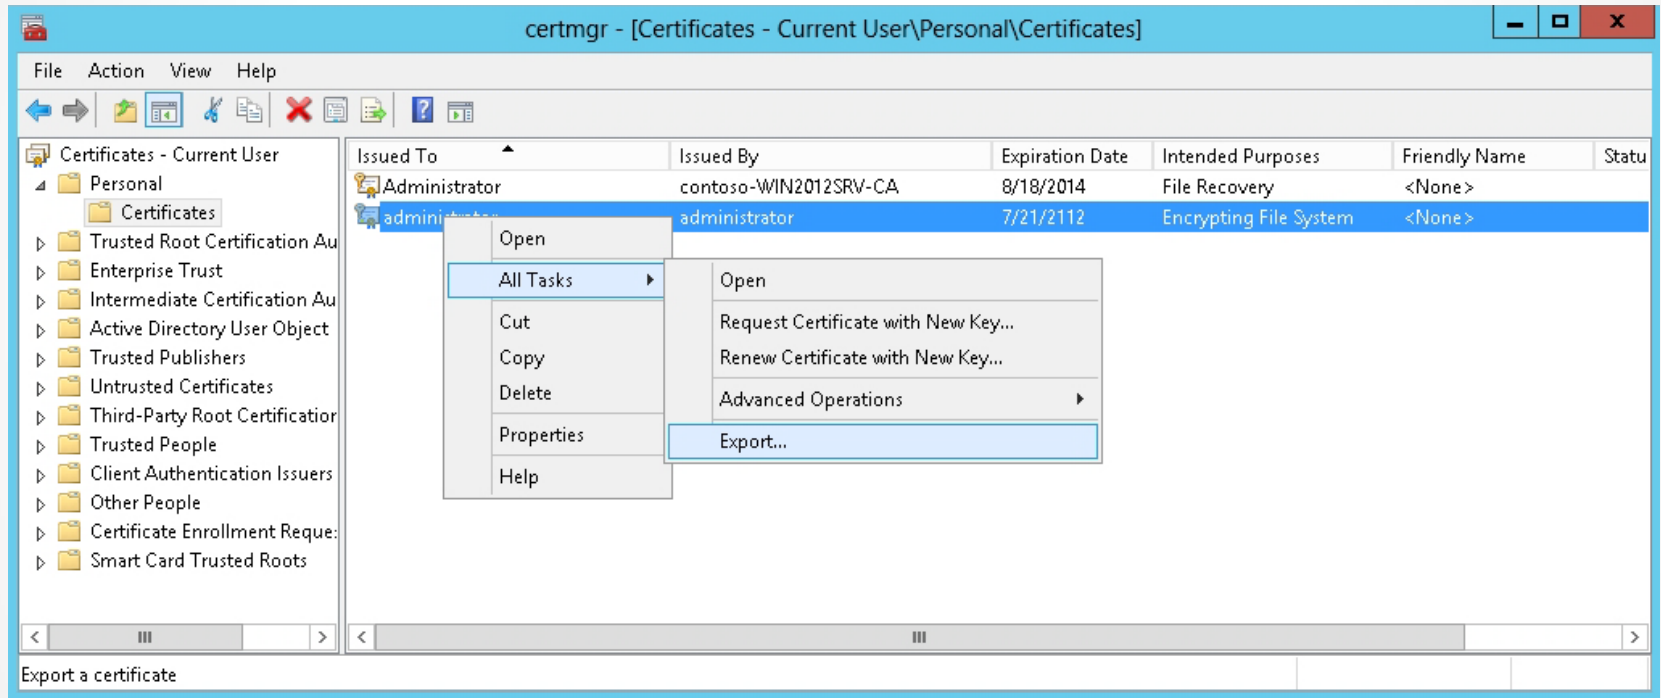 certmgr - [Certificates - Current User\Personal\Certificates]
File Action View Help
Certificates - Current User
Personal
Certificates
Trusted Root Certification Au
Enterprise Trust
Intermediate Certification Au
Active Directory User Object
Trusted Publishers
Untrusted Certificates
Third-Party Root Certification
Trusted People
Client Authentication Issuers
Other People
Certificate Enrollment Reque
Smart Card Trusted Roots
Issued To Issued By Expiration Date Intended Purposes Friendly Name Statu
Administrator contoso-WIN2012SRV-CA 8/18/2014 File Recovery <None>
administrator administrator 7/21/2112 Encrypting File System <None>
Open
All Tasks
Cut
Copy
Delete
Properties
Help
Open
Request Certificate with New Key...
Renew Certificate with New Key...
Advanced Operations
Export...
Export a certificate